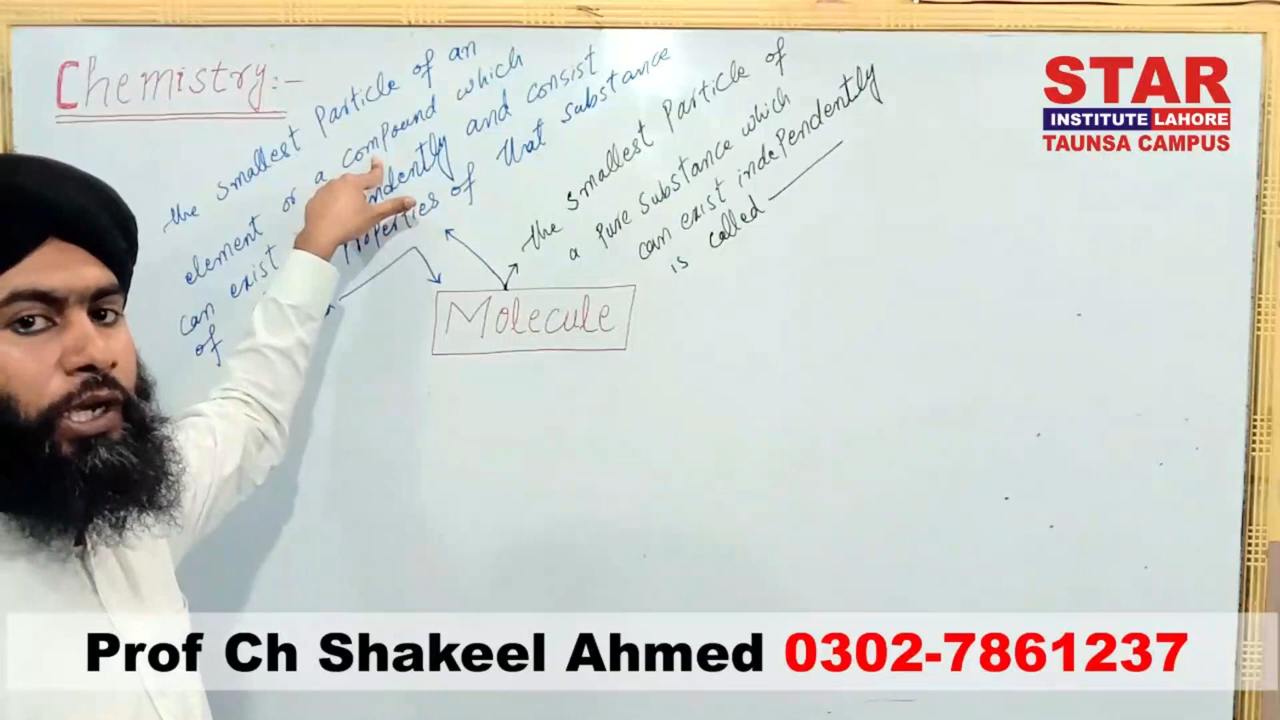 Chemistry:-
the smallest Particle of an
element or a compound which
can exist ndently and consist
of Properties of that substance
the smallest Particle of
a Pure Substance which
can exist indePendently
is called
Molecule
STAR
INSTITUTE LAHORE
TAUNSA CAMPUS
Prof Ch Shakeel Ahmed 0302-7861237